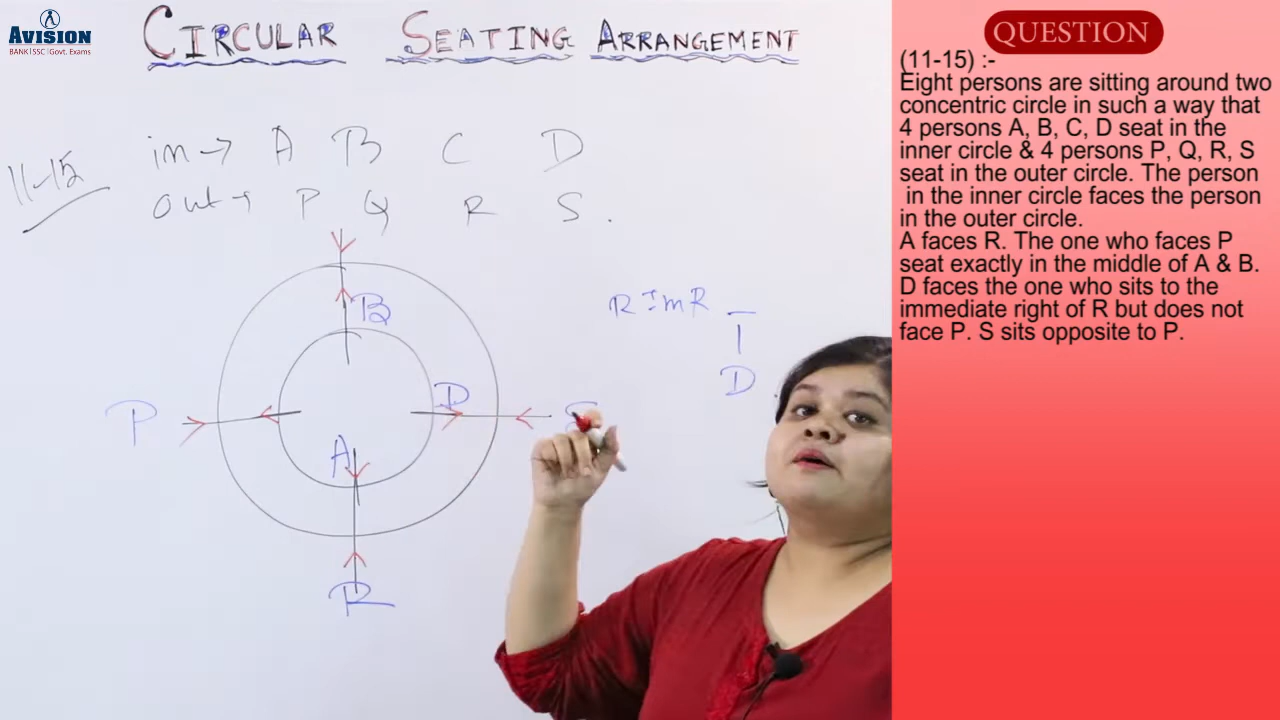 AVISION
BANK|SSC|Govt. Exams
CIRCULAR SEATING ARRANGEMENT
11-15
in → A B C D
out → P Q R S.
B
P
D
S
A
R
R ImR
D
QUESTION
(11-15) :-
Eight persons are sitting around two
concentric circle in such a way that
4 persons A, B, C, D seat in the
inner circle & 4 persons P, Q, R, S
seat in the outer circle. The person
in the inner circle faces the person
in the outer circle.
A faces R. The one who faces P
seat exactly in the middle of A & B.
D faces the one who sits to the
immediate right of R but does not
face P. S sits opposite to P.